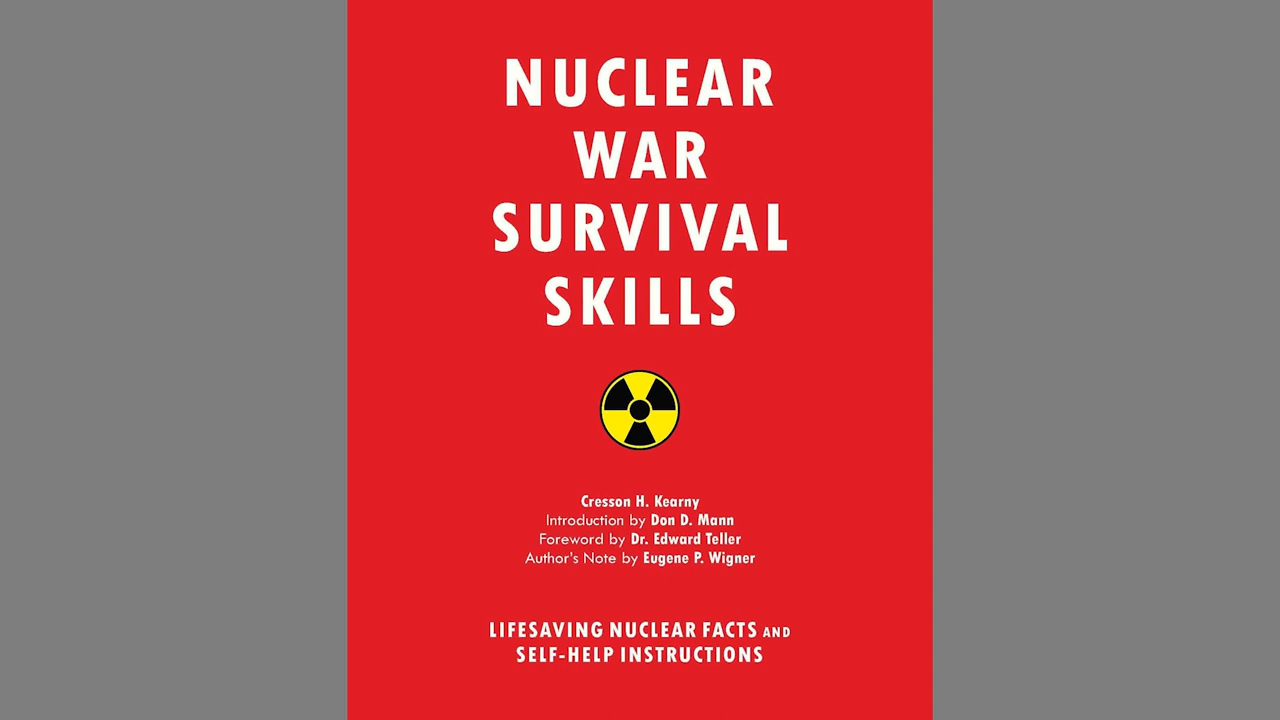 NUCLEAR
WAR
SURVIVAL
SKILLS
Cresson H. Kearny
Introduction by Don D. Mann
Foreword by Dr. Edward Teller
Author's Note by Eugene P. Wigner
LIFESAVING NUCLEAR FACTS AND
SELF-HELP INSTRUCTIONS